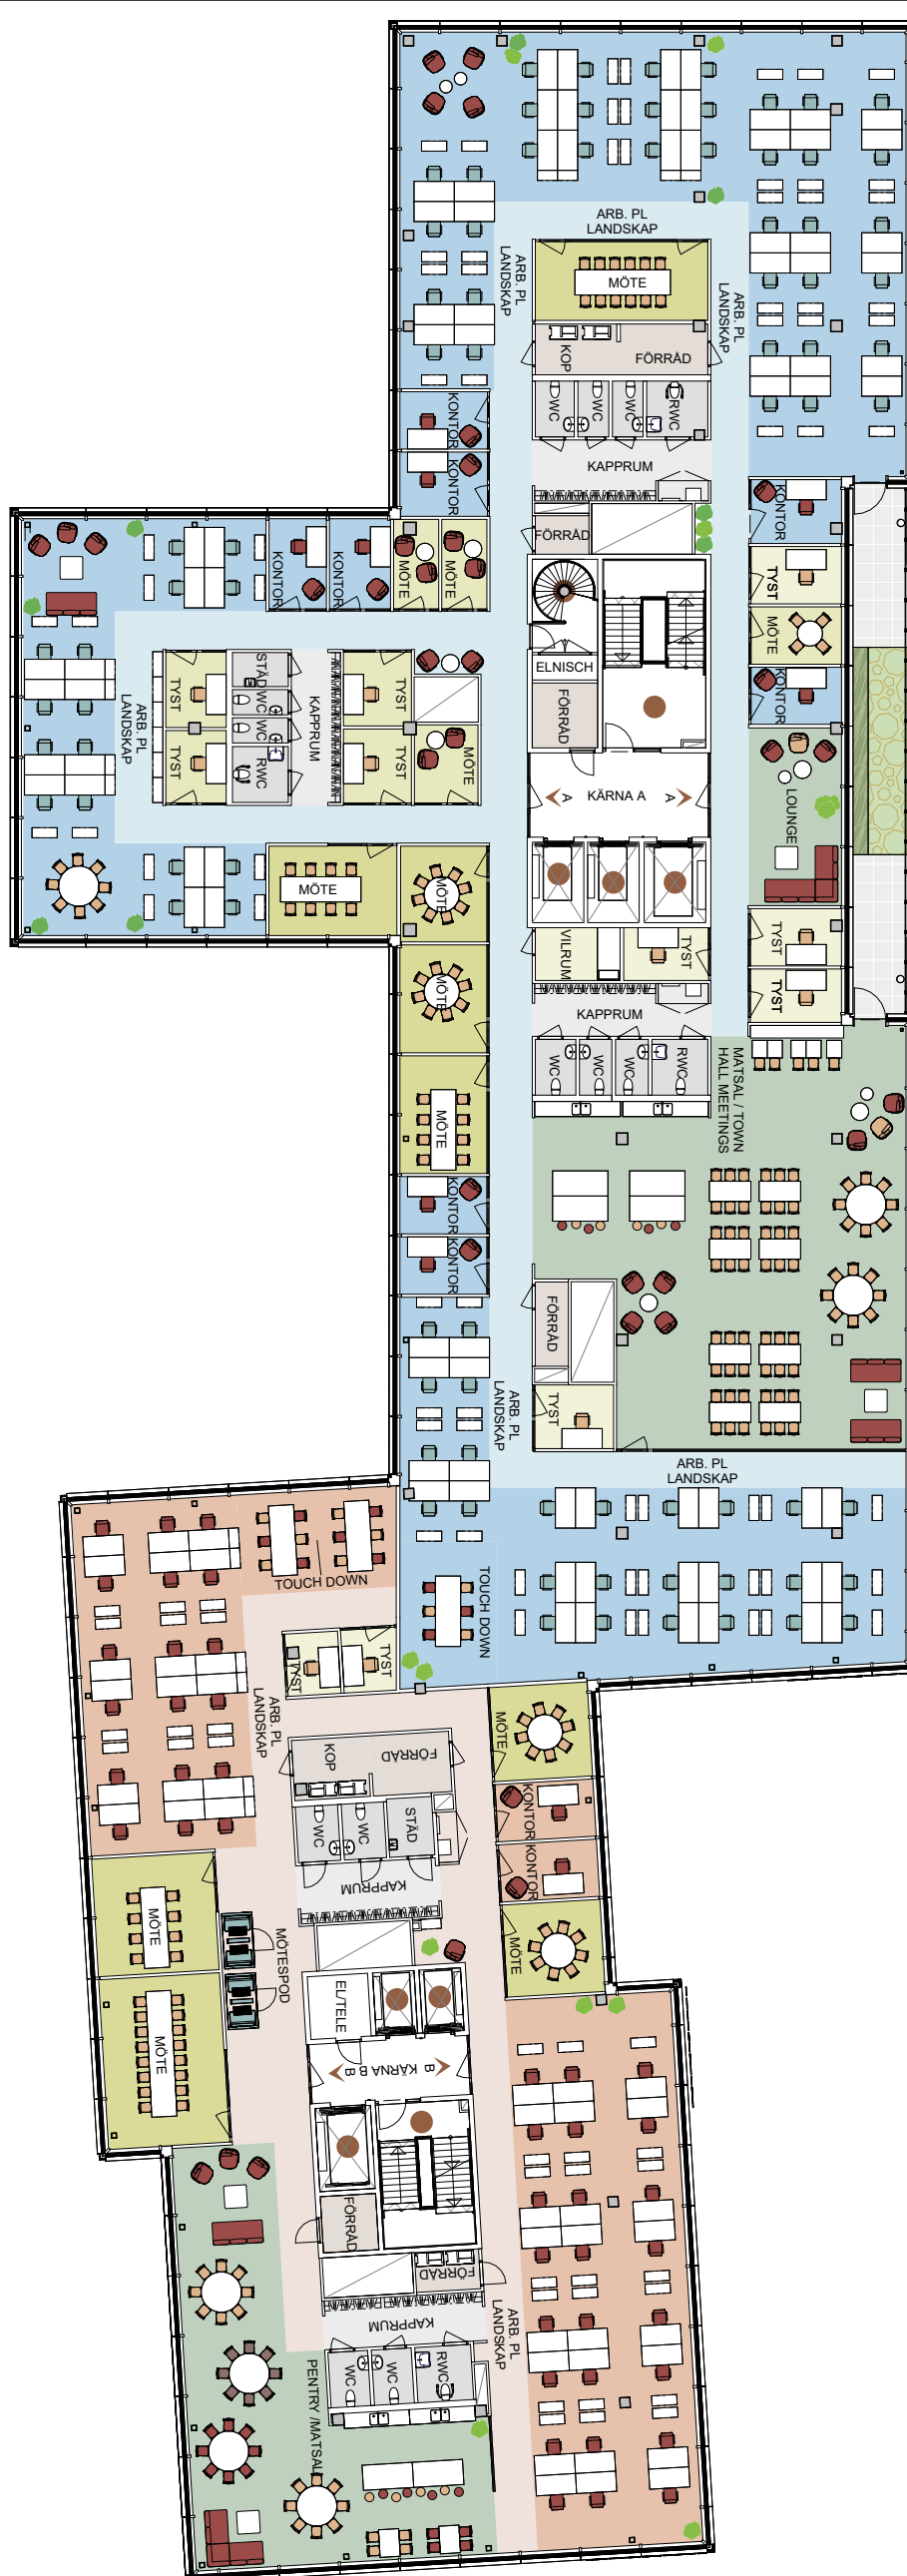 ARB. PL
LANDSKAP
ARB. PL
LANDSKAP
ARB. PL
LANDSKAP
MÖTE
KOP
FÖRRÅD
WC
WC
WC
RWC
KONTOR
KONTOR
KAPPRUM
FÖRRÅD
KONTOR
KONTOR
KONTOR
MÖTE
MÖTE
TYST
MÖTE
KONTOR
ELNISCH
FÖRRÅD
STÄD
WC
WC
RWC
KAPPRUM
TYST
TYST
TYST
TYST
MÖTE
ARB. PL
LANDSKAP
A
KÄRNA A
A
LOUNGE
MÖTE
MÖTE
MÖTE
MÖTE
VILRUM
TYST
TYST
TYST
KAPPRUM
WC
WC
WC
RWC
MATSAL / TOWN
HALL MEETINGS
KONTOR
KONTOR
FÖRRÅD
TYST
ARB. PL
LANDSKAP
ARB. PL
LANDSKAP
TOUCH DOWN
TOUCH DOWN
TYST
TYST
ARB. PL
LANDSKAP
KOP
FÖRRÅD
WC
WC
STÄD
KAPPRUM
MÖTE
KONTOR
KONTOR
MÖTE
MÖTE
MÖTESPOD
MÖTE
EL/TELE
B
KÄRNA B
B
FÖRRÅD
FÖRRÅD
KAPPRUM
ARB. PL
LANDSKAP
WC
WC
RWC
PENTRY /MATSAL